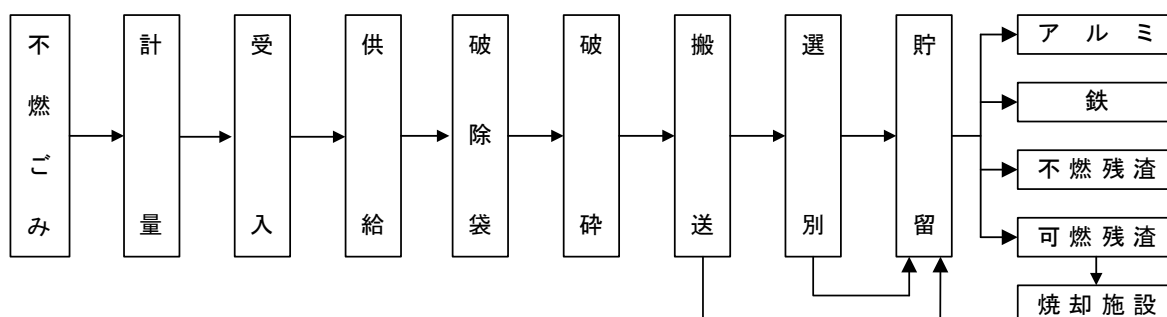 不燃ごみ
計量
受入
供給
破除袋
破砕
搬送
選別
貯留
アルミ
鉄
不燃残渣
可燃残渣
焼却施設